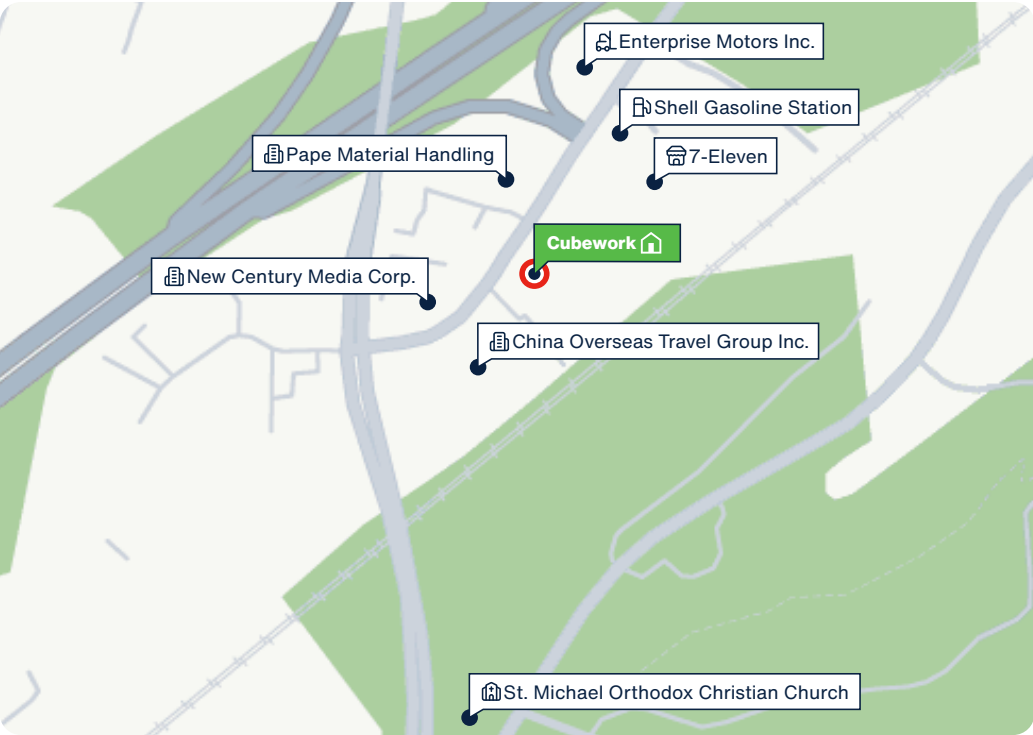 Enterprise Motors Inc.
Shell Gasoline Station
Pape Material Handling
7-Eleven
Cubework
New Century Media Corp.
China Overseas Travel Group Inc.
St. Michael Orthodox Christian Church